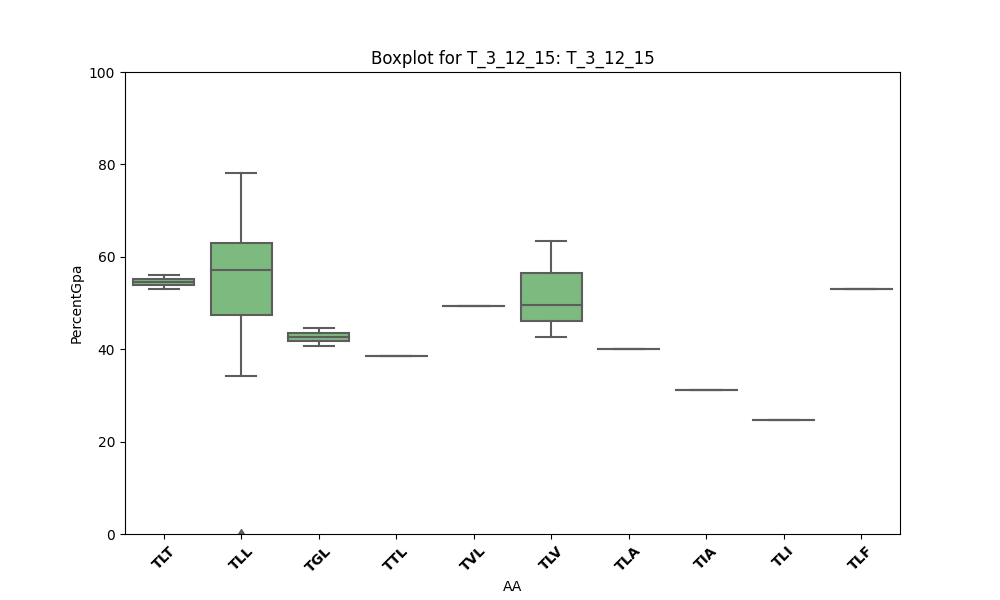 Boxplot for T_3_12_15: T_3_12_15
100
80
60
40
20
0
PercentGpa
TLT
TLL
TGL
TTL
TVL
TLV
TLA
TIA
TLI
TLF
AA